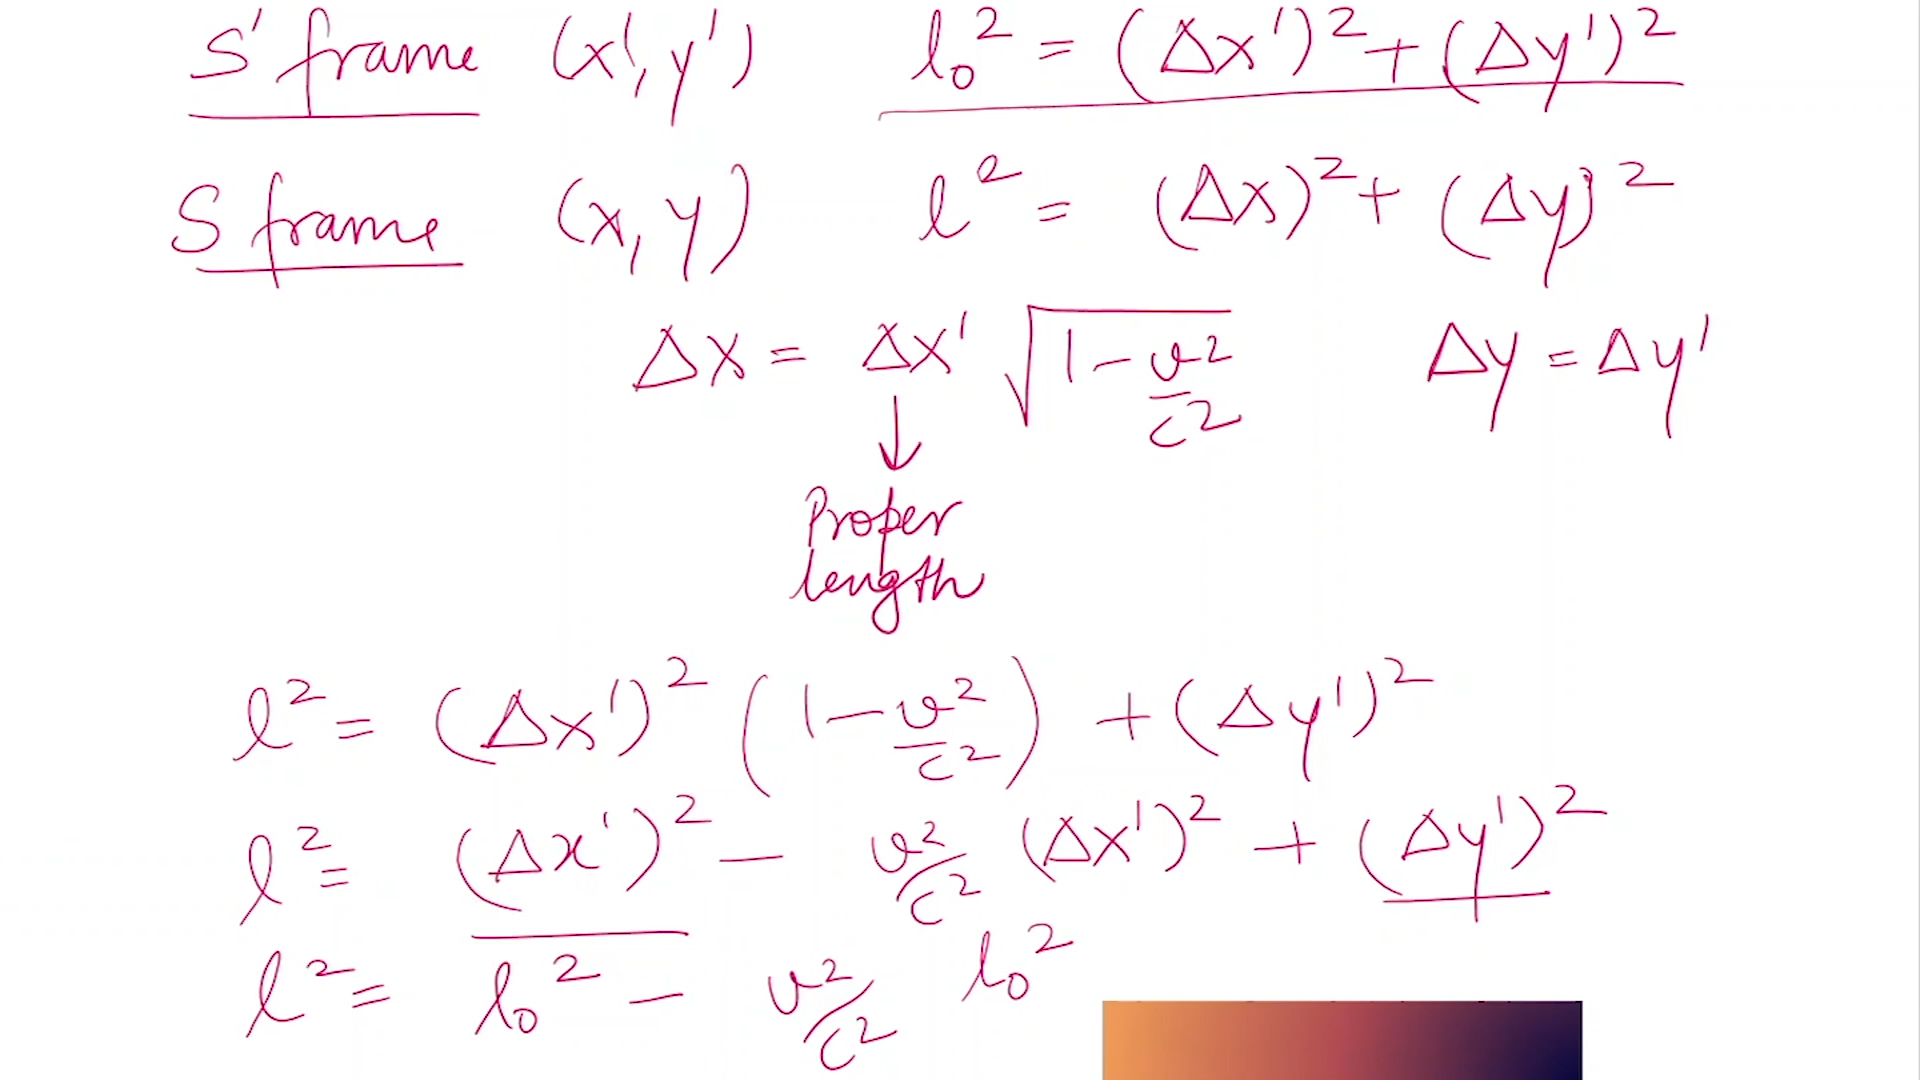 S' frame (x', y') l₀² = (Δx')² + (Δy')²
S frame (x, y) l² = (Δx)² + (Δy)²
Δx = Δx' √(1 - v²/c²) Δy = Δy'
↓
Proper
length
l² = (Δx')² (1 - v²/c²) + (Δy')²
l² = (Δx')² - v²/c² (Δx')² + (Δy')²
l² = l₀² - v²/c² l₀²